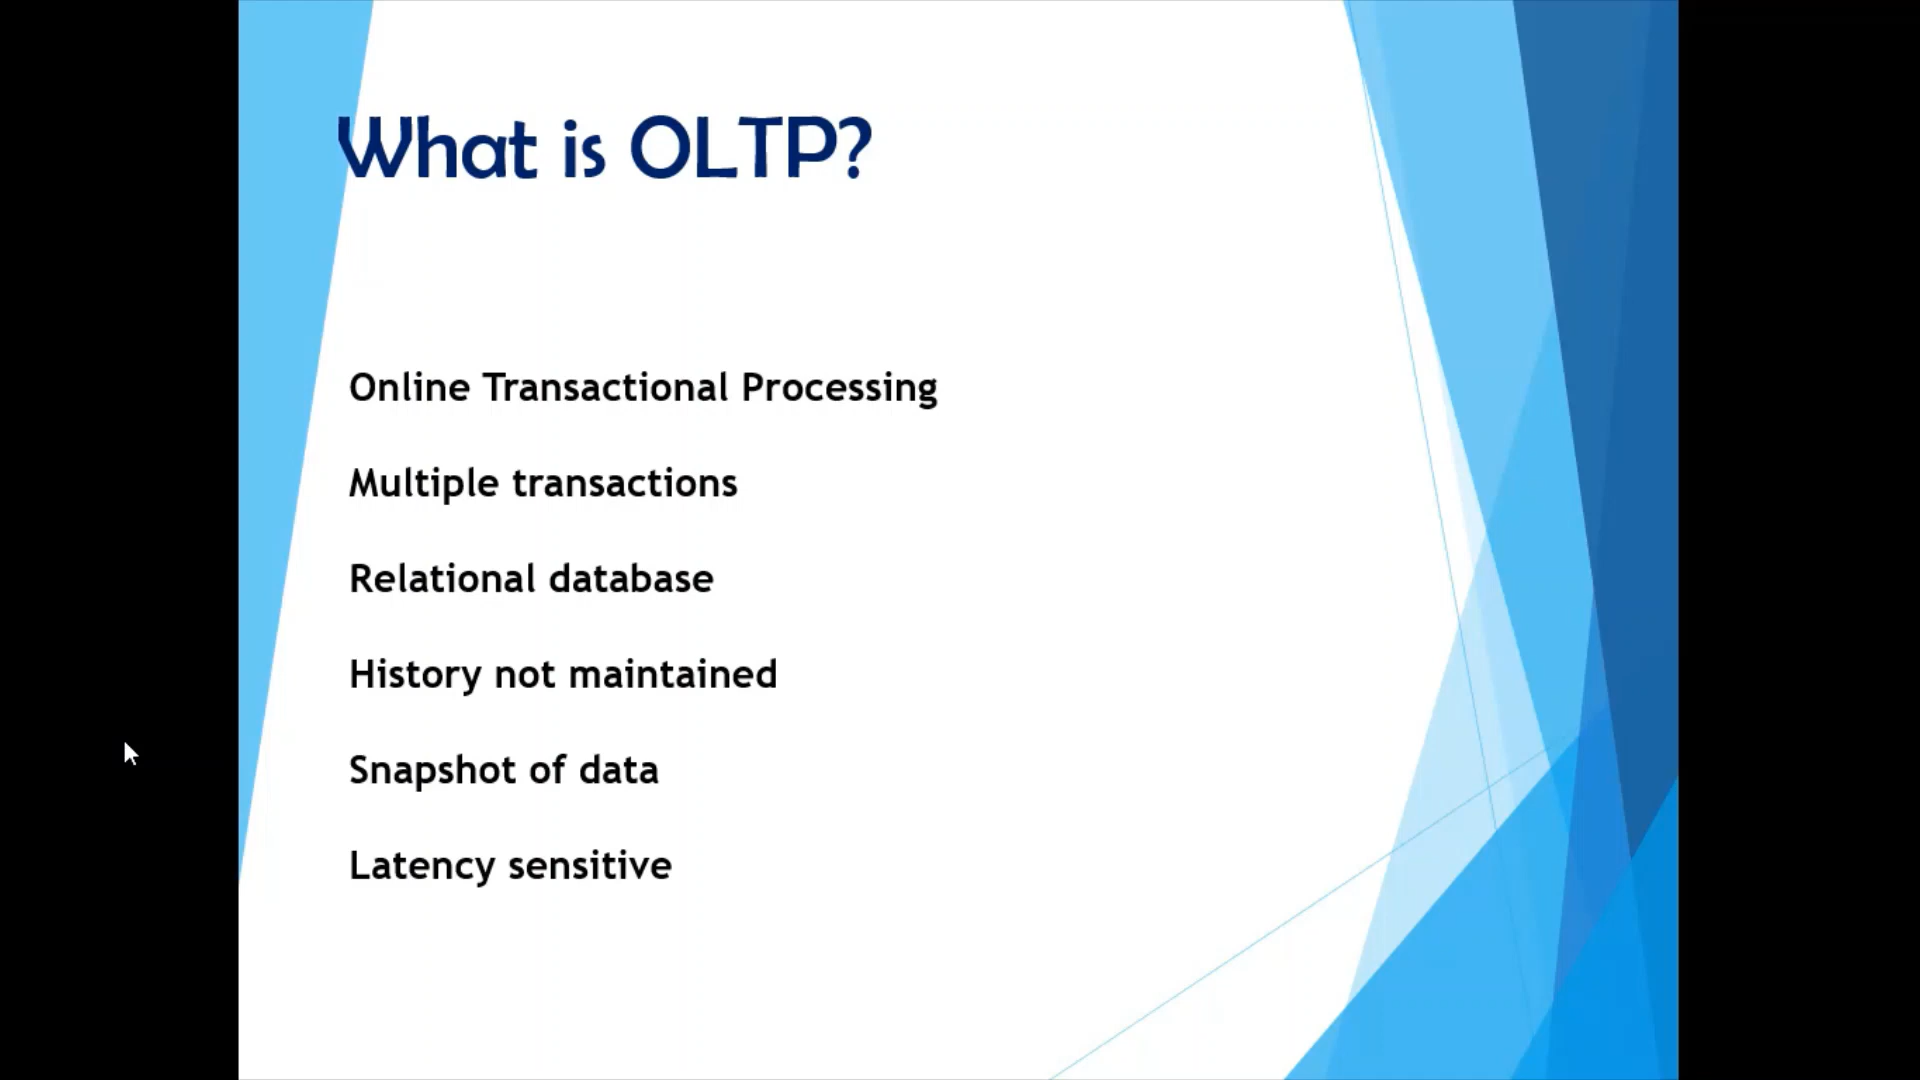 What is OLTP?
Online Transactional Processing
Multiple transactions
Relational database
History not maintained
Snapshot of data
Latency sensitive